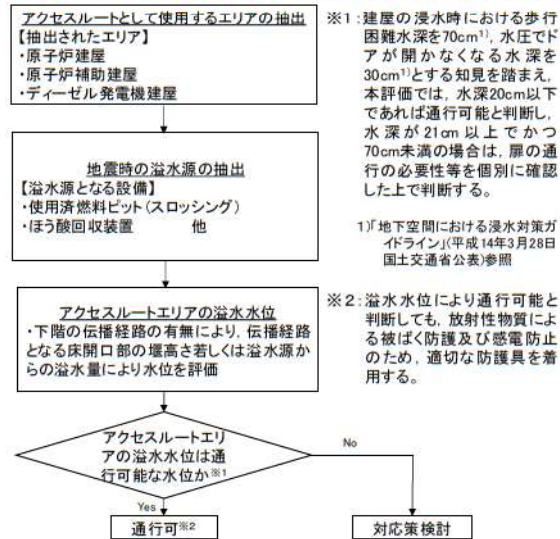 アクセスルートとして使用するエリアの抽出
【抽出されたエリア】
・原子炉建屋
・原子炉補助建屋
・ディーゼル発電機建屋
地震時の溢水源の抽出
【溢水源となる設備】
・使用済燃料ピット(スロッシング)
・ほう酸回収装置　　他
アクセスルートエリアの溢水水位
・下階の伝播経路の有無により、伝播経路
となる床開口部の堰高さ若しくは溢水源か
らの溢水量により水位を評価
アクセスルートエリ
アの溢水水位は通
行可能な水位か※1
Yes
No
通行可※2
対応策検討
※1：建屋の浸水時における歩行
困難水深を70cm1)，水圧でド
アが開かなくなる水深を
30cm1)とする知見を踏まえ，
本評価では，水深20cm以下
であれば通行可能と判断し，
水深が21cm以上でかつ
70cm未満の場合は，扉の通
行の必要性等を個別に確認
した上で判断する。
1)「地下空間における浸水対策ガ
イドライン」(平成14年3月28日
国土交通省公表)参照
※2：溢水水位により通行可能と
判断しても，放射性物質によ
る被ばく防護及び感電防止
のため，適切な防護具を着
用する。